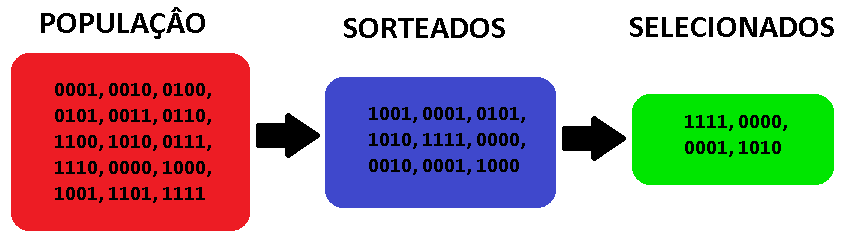 POPULAÇÂO
0001, 0010, 0100,
0101, 0011, 0110,
1100, 1010, 0111,
1110, 0000, 1000,
1001, 1101, 1111
SORTEADOS
1001, 0001, 0101,
1010, 1111, 0000,
0010, 0001, 1000
SELECIONADOS
1111, 0000,
0001, 1010